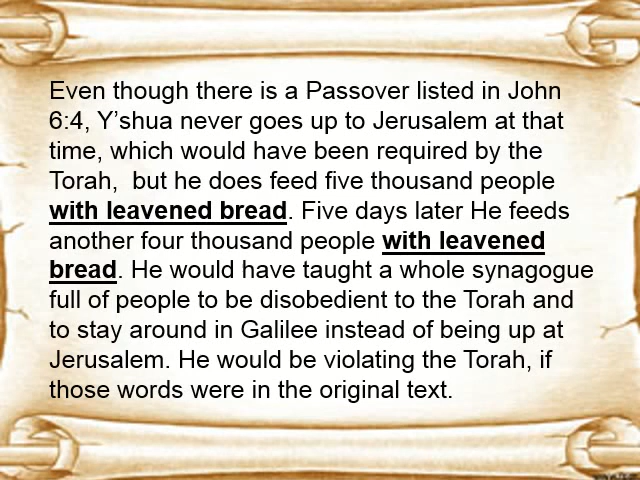 Even though there is a Passover listed in John
6:4, Y’shua never goes up to Jerusalem at that
time, which would have been required by the
Torah,  but he does feed five thousand people
with leavened bread. Five days later He feeds
another four thousand people with leavened
bread. He would have taught a whole synagogue
full of people to be disobedient to the Torah and
to stay around in Galilee instead of being up at
Jerusalem. He would be violating the Torah, if
those words were in the original text.